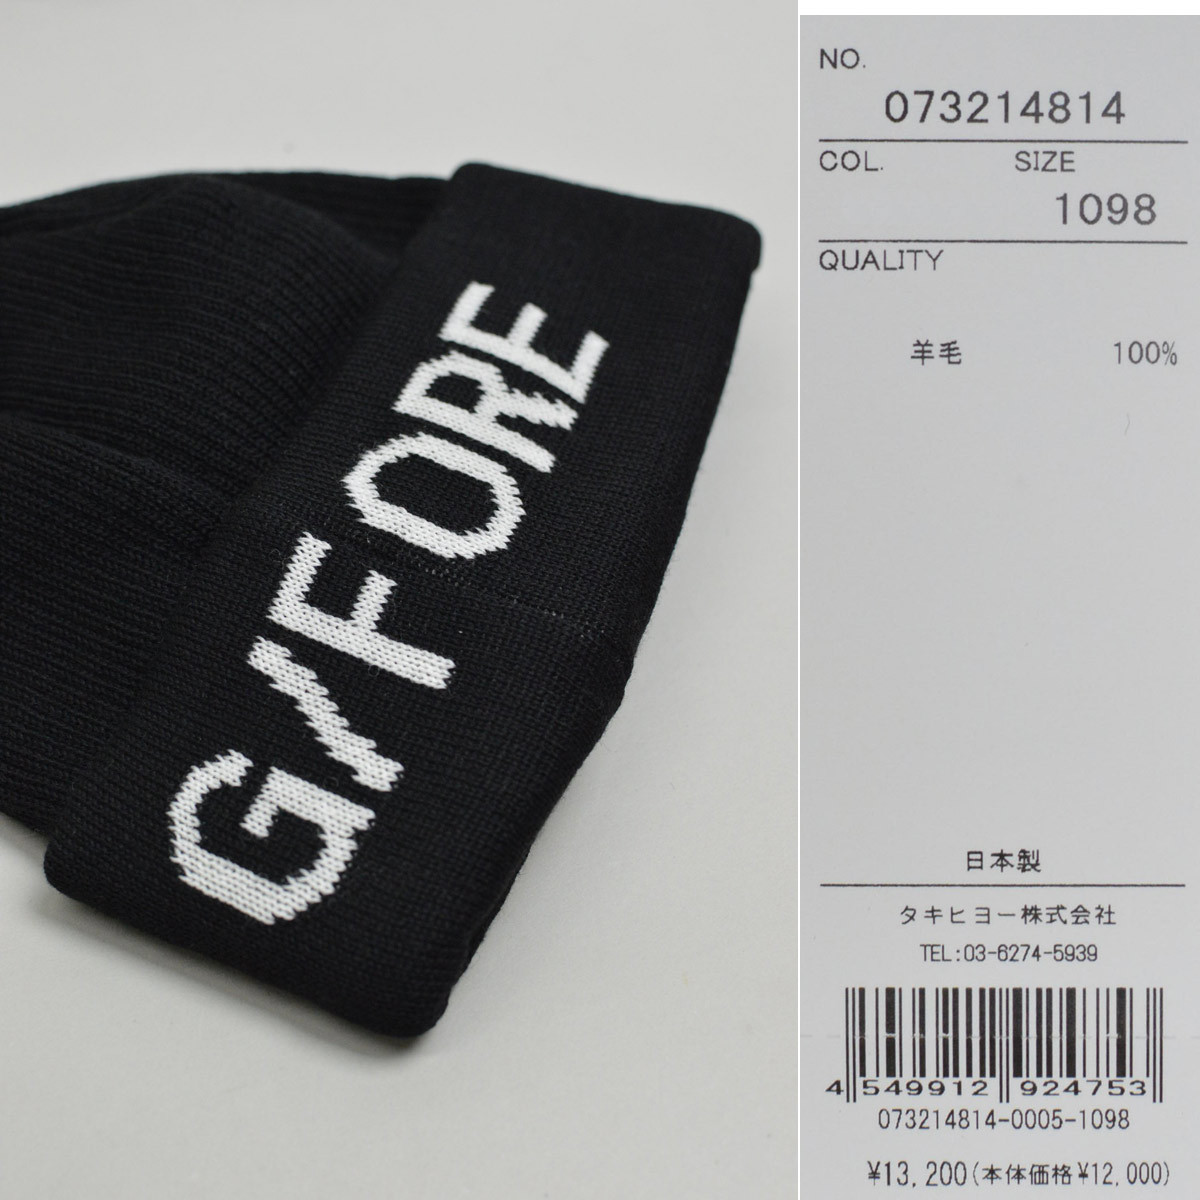 G/FORE
NO.
073214814
COL. SIZE
1098
QUALITY
羊毛 100%
日本製
タキヒヨー株式会社
TEL:03-6274-5939
4 549912 924753
073214814-0005-1098
¥13,200(本体価格¥12,000)